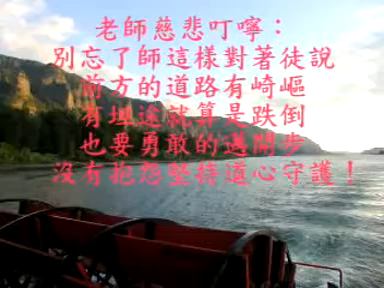 老師慈悲叮嚀：
別忘了師這樣對著徒說
前方的道路有崎嶇
有坦途就算是跌倒
也要勇敢的邁開步
沒有抱怨堅持道心守護！